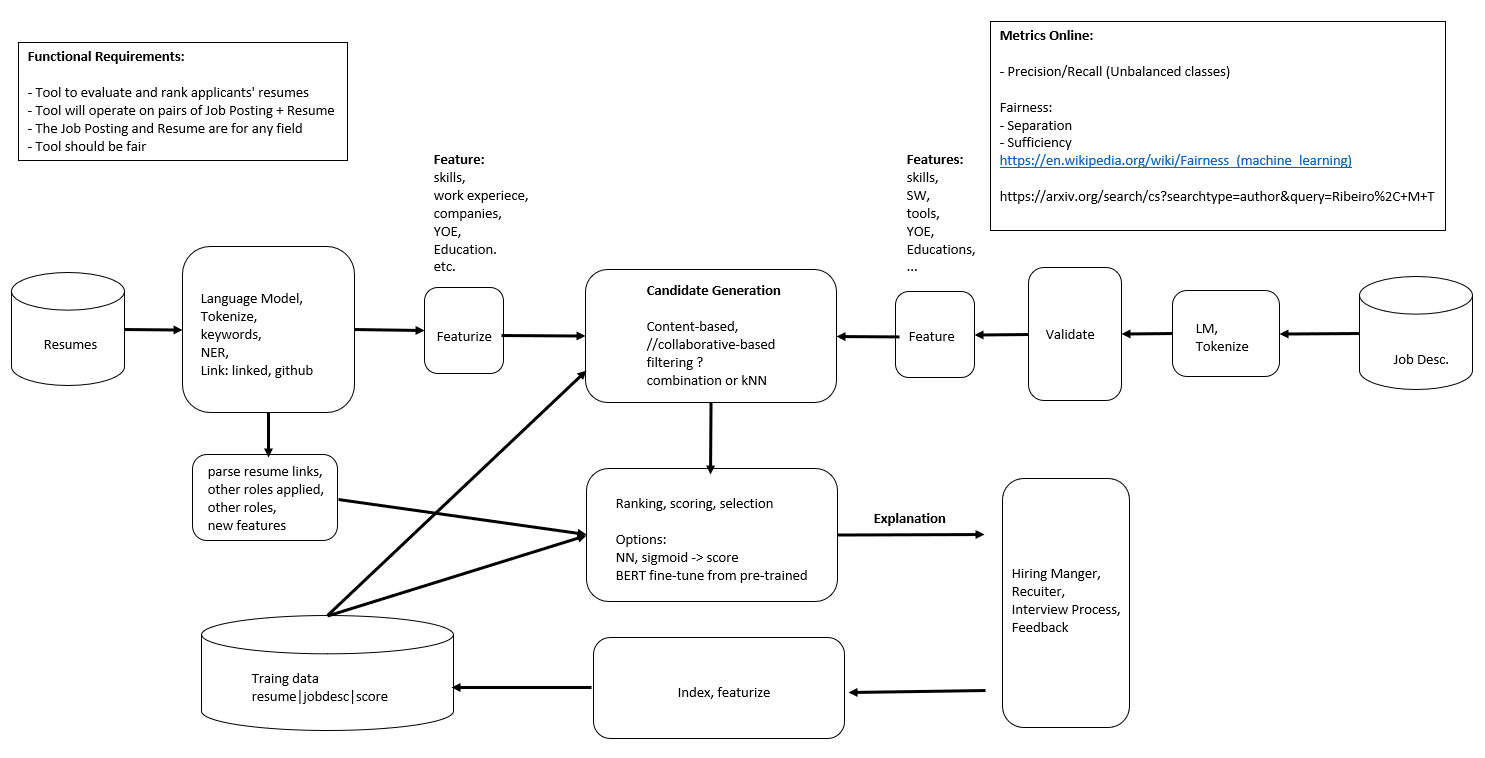 Functional Requirements:
- Tool to evaluate and rank applicants' resumes
- Tool will operate on pairs of Job Posting + Resume
- The Job Posting and Resume are for any field
- Tool should be fair
Metrics Online:
- Precision/Recall (Unbalanced classes)
Fairness:
- Separation
- Sufficiency
https://en.wikipedia.org/wiki/Fairness_(machine_learning)
https://arxiv.org/search/cs?searchtype=author&query=Ribeiro%2C+M+T
Feature:
skills,
work experiece,
companies,
YOE,
Education.
etc.
Features:
skills,
SW,
tools,
YOE,
Educations,
...
Resumes
Language Model,
Tokenize,
keywords,
NER,
Link: linked, github
Featurize
Candidate Generation
Content-based,
//collaborative-based
filtering ?
combination or kNN
Feature
Validate
LM,
Tokenize
Job Desc.
parse resume links,
other roles applied,
other roles,
new features
Ranking, scoring, selection
Options:
NN, sigmoid -> score
BERT fine-tune from pre-trained
Explanation
Hiring Manger,
Recuiter,
Interview Process,
Feedback
Traing data
resume|jobdesc|score
Index, featurize